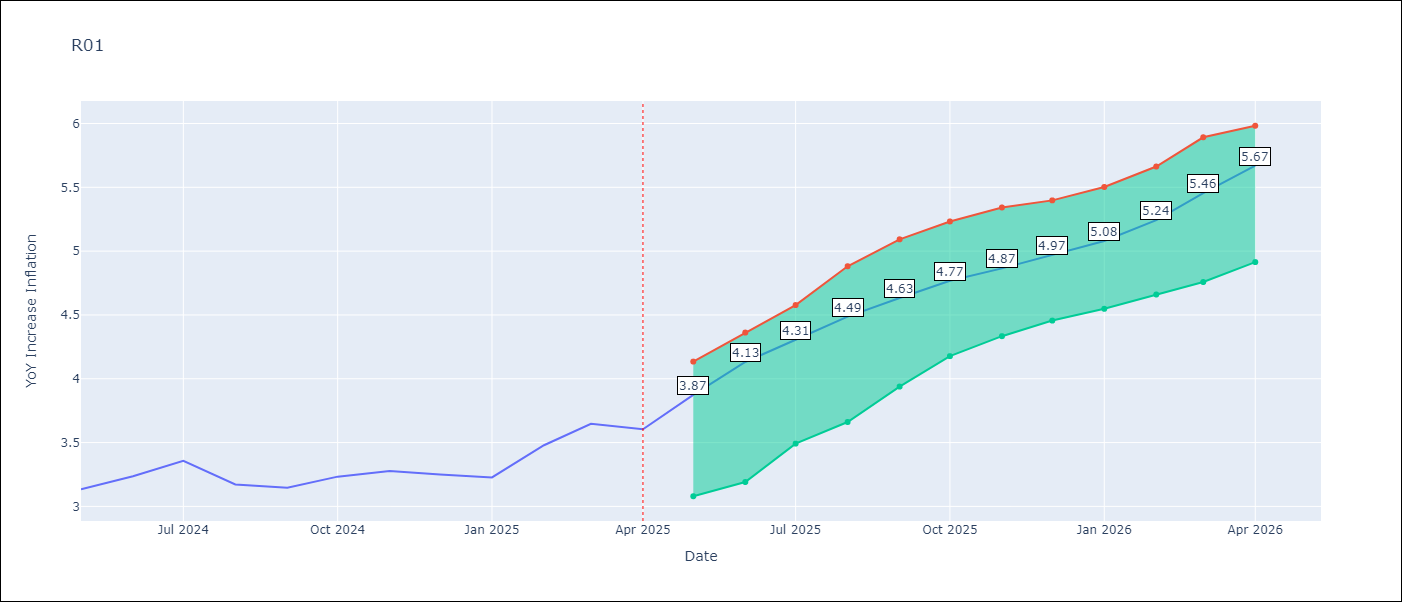 R01
YoY Increase Inflation
6
5.5
5
4.5
4
3.5
3
3.87
4.13
4.31
4.49
4.63
4.77
4.87
4.97
5.08
5.24
5.46
5.67
Jul 2024
Oct 2024
Jan 2025
Apr 2025
Jul 2025
Oct 2025
Jan 2026
Apr 2026
Date